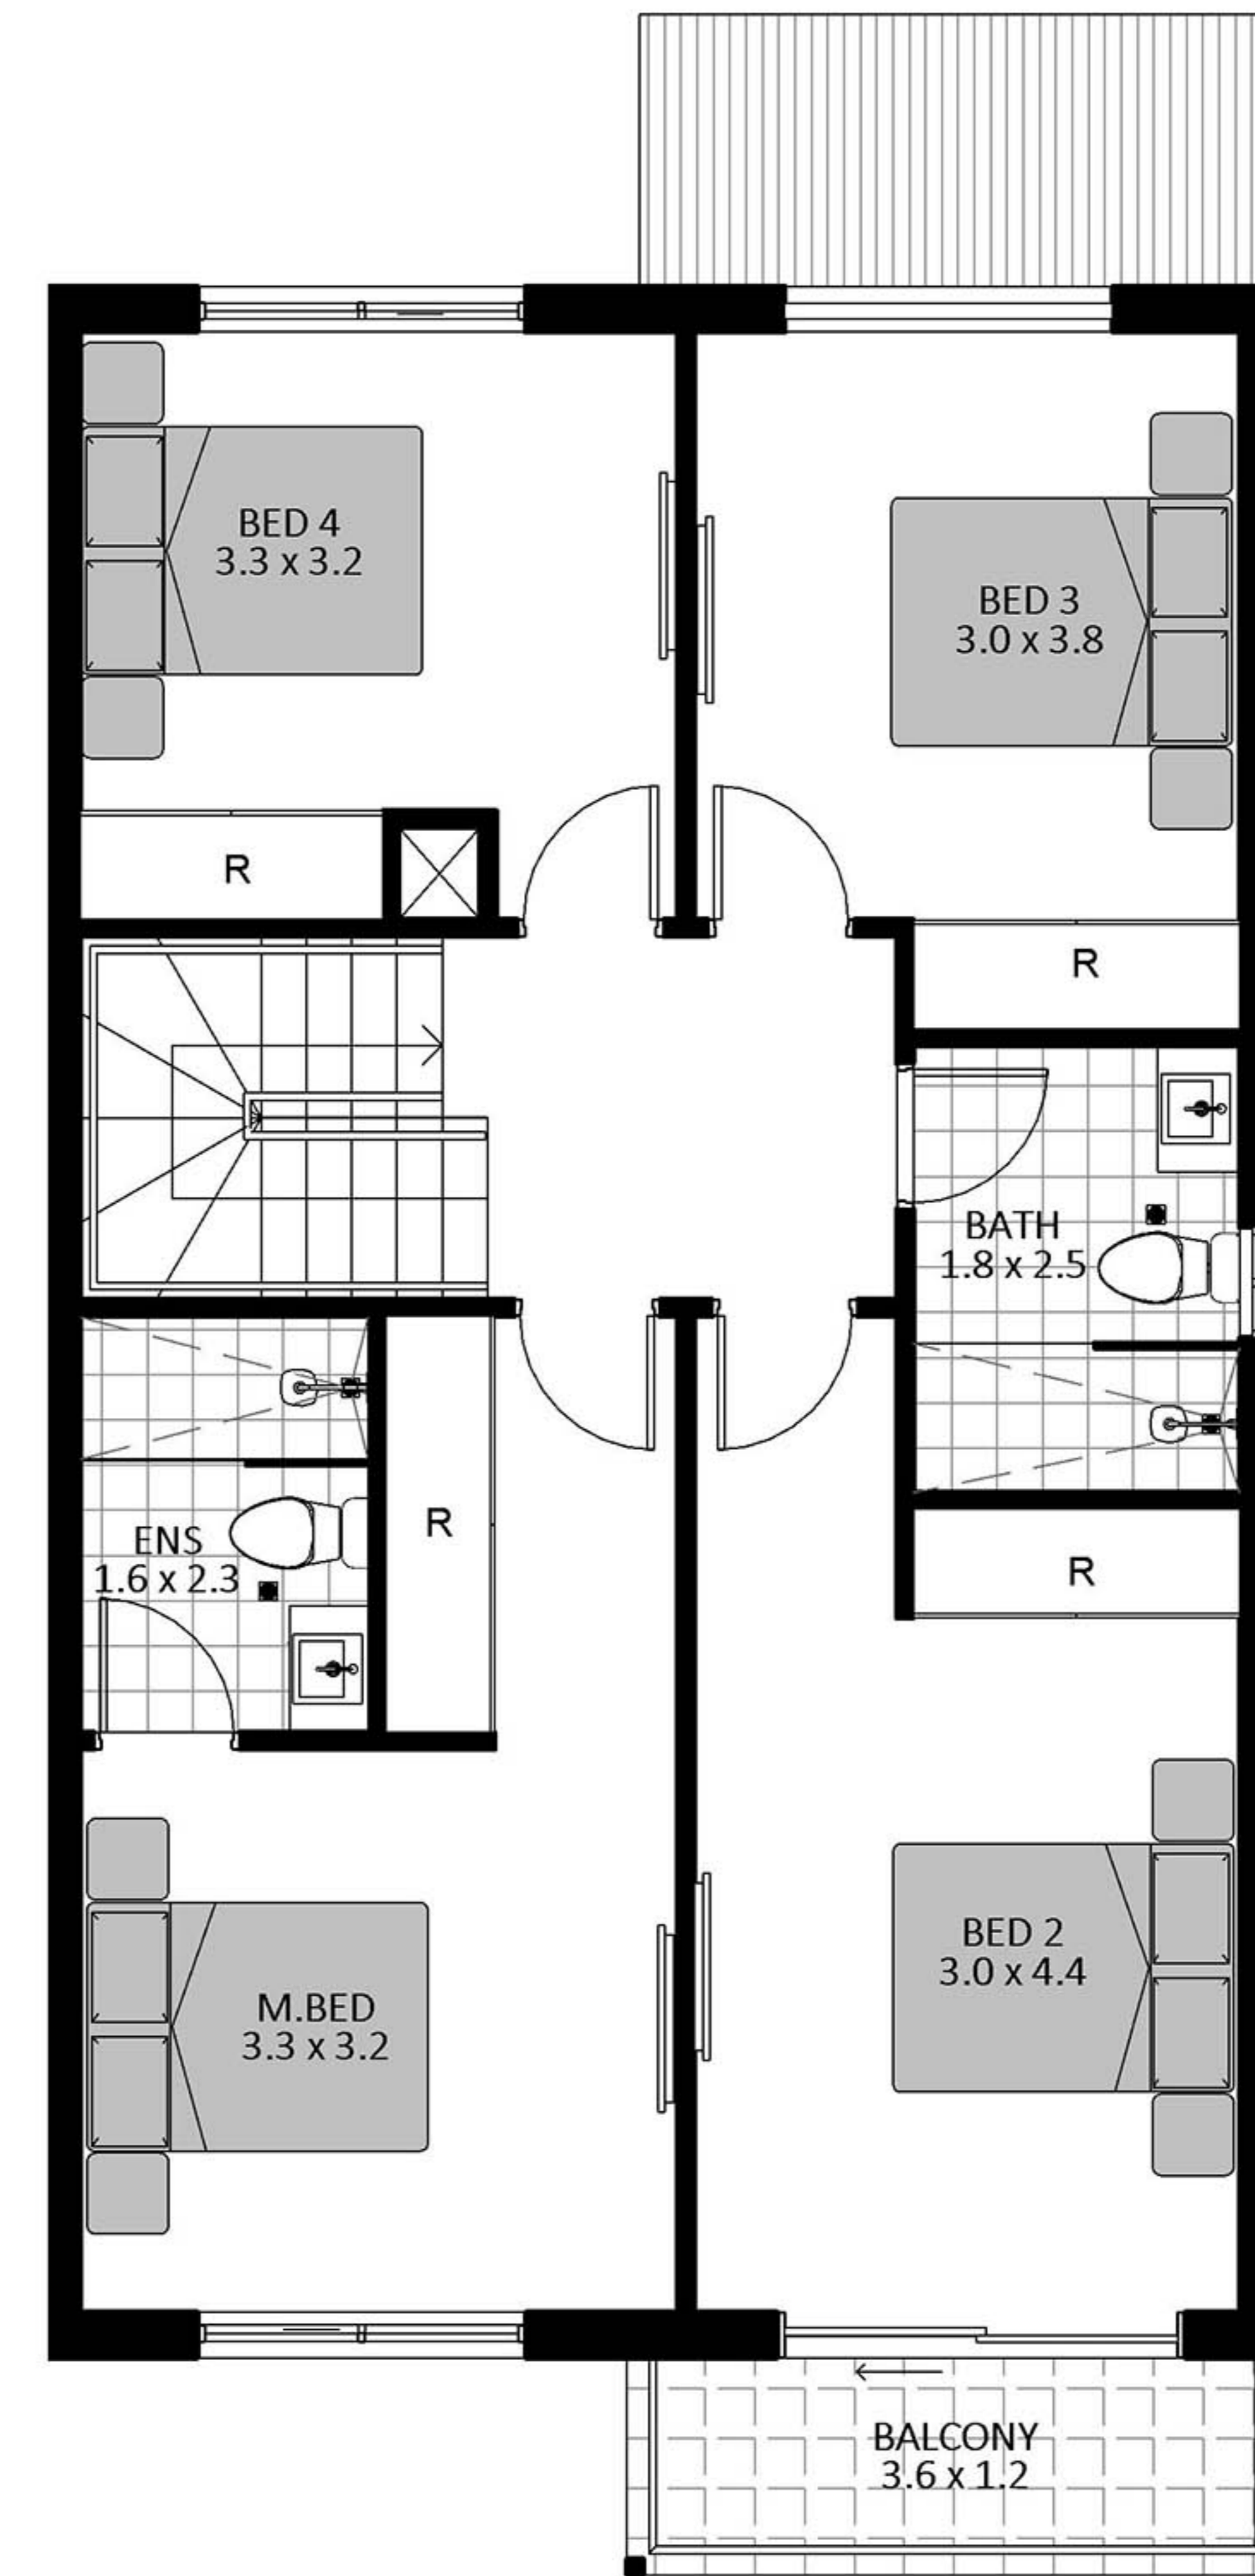 BED 4
3.3 x 3.2
BED 3
3.0 x 3.8
R
R
BATH
1.8 x 2.5
R
ENS
1.6 x 2.3
R
BED 2
3.0 x 4.4
M.BED
3.3 x 3.2
BALCONY
3.6 x 1.2